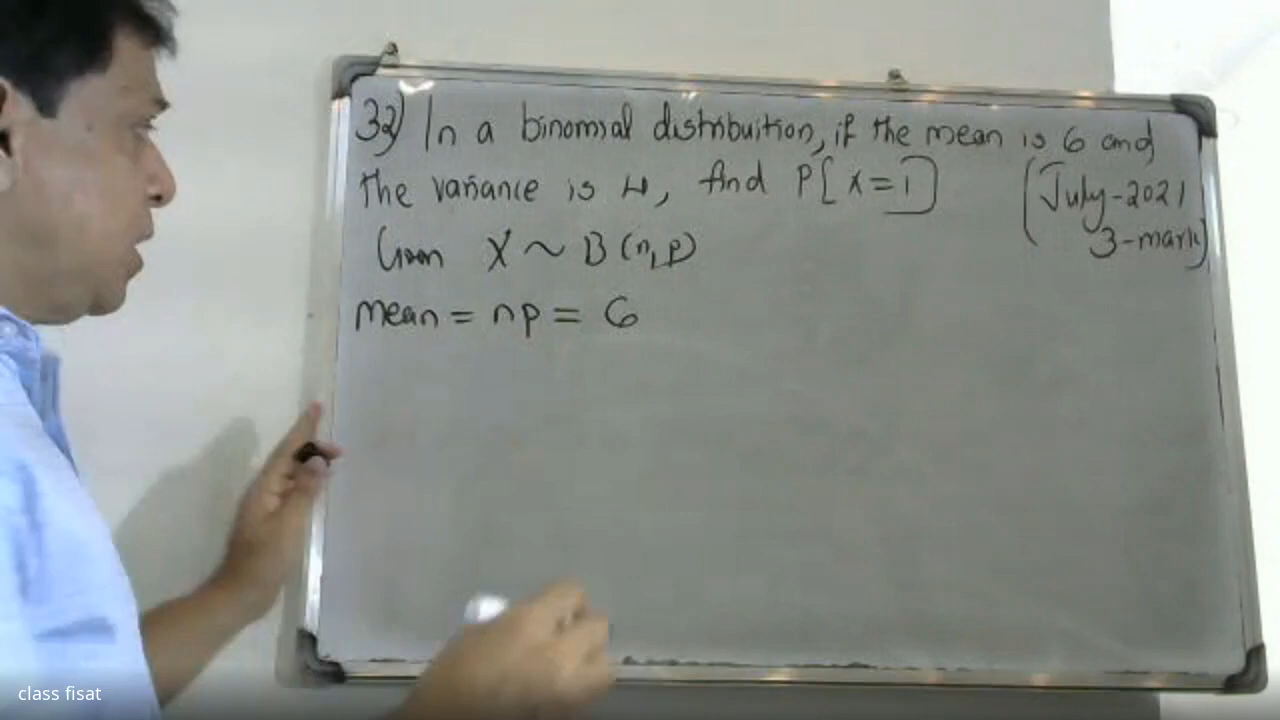 32) In a binomial distribuition, if the mean is 6 and
the variance is 4, find P[X=1]
(July-2021
3-mark)
Given X ~ B(n,p)
mean = np = 6
class fisat